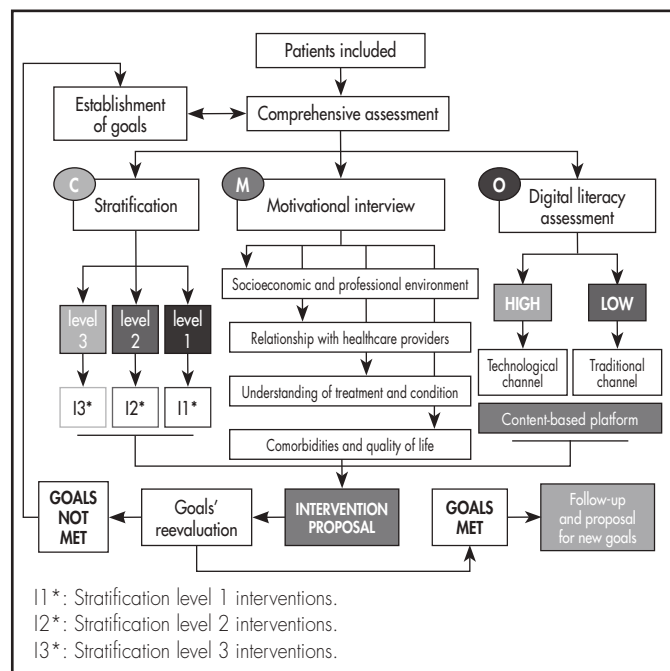 Patients included
Establishment
of goals
Comprehensive assessment
C
Stratification
M
Motivational interview
O
Digital literacy
assessment
Socioeconomic and professional environment
Relationship with healthcare providers
Understanding of treatment and condition
Comorbidities and quality of life
level
3
level
2
level
1
I3*
I2*
I1*
HIGH
LOW
Technological
channel
Traditional
channel
Content-based platform
GOALS
NOT
MET
Goals’
reevaluation
INTERVENTION
PROPOSAL
GOALS
MET
Follow-up
and proposal
for new goals
I1*: Stratification level 1 interventions.
I2*: Stratification level 2 interventions.
I3*: Stratification level 3 interventions.